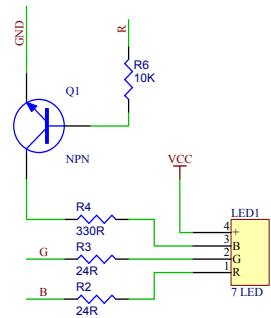 GND
R
R6
10K
Q1
NPN
VCC
LED1
R4
330R
4
+
3
B
G
R3
24R
2
G
1
R
B
R2
24R
7 LED